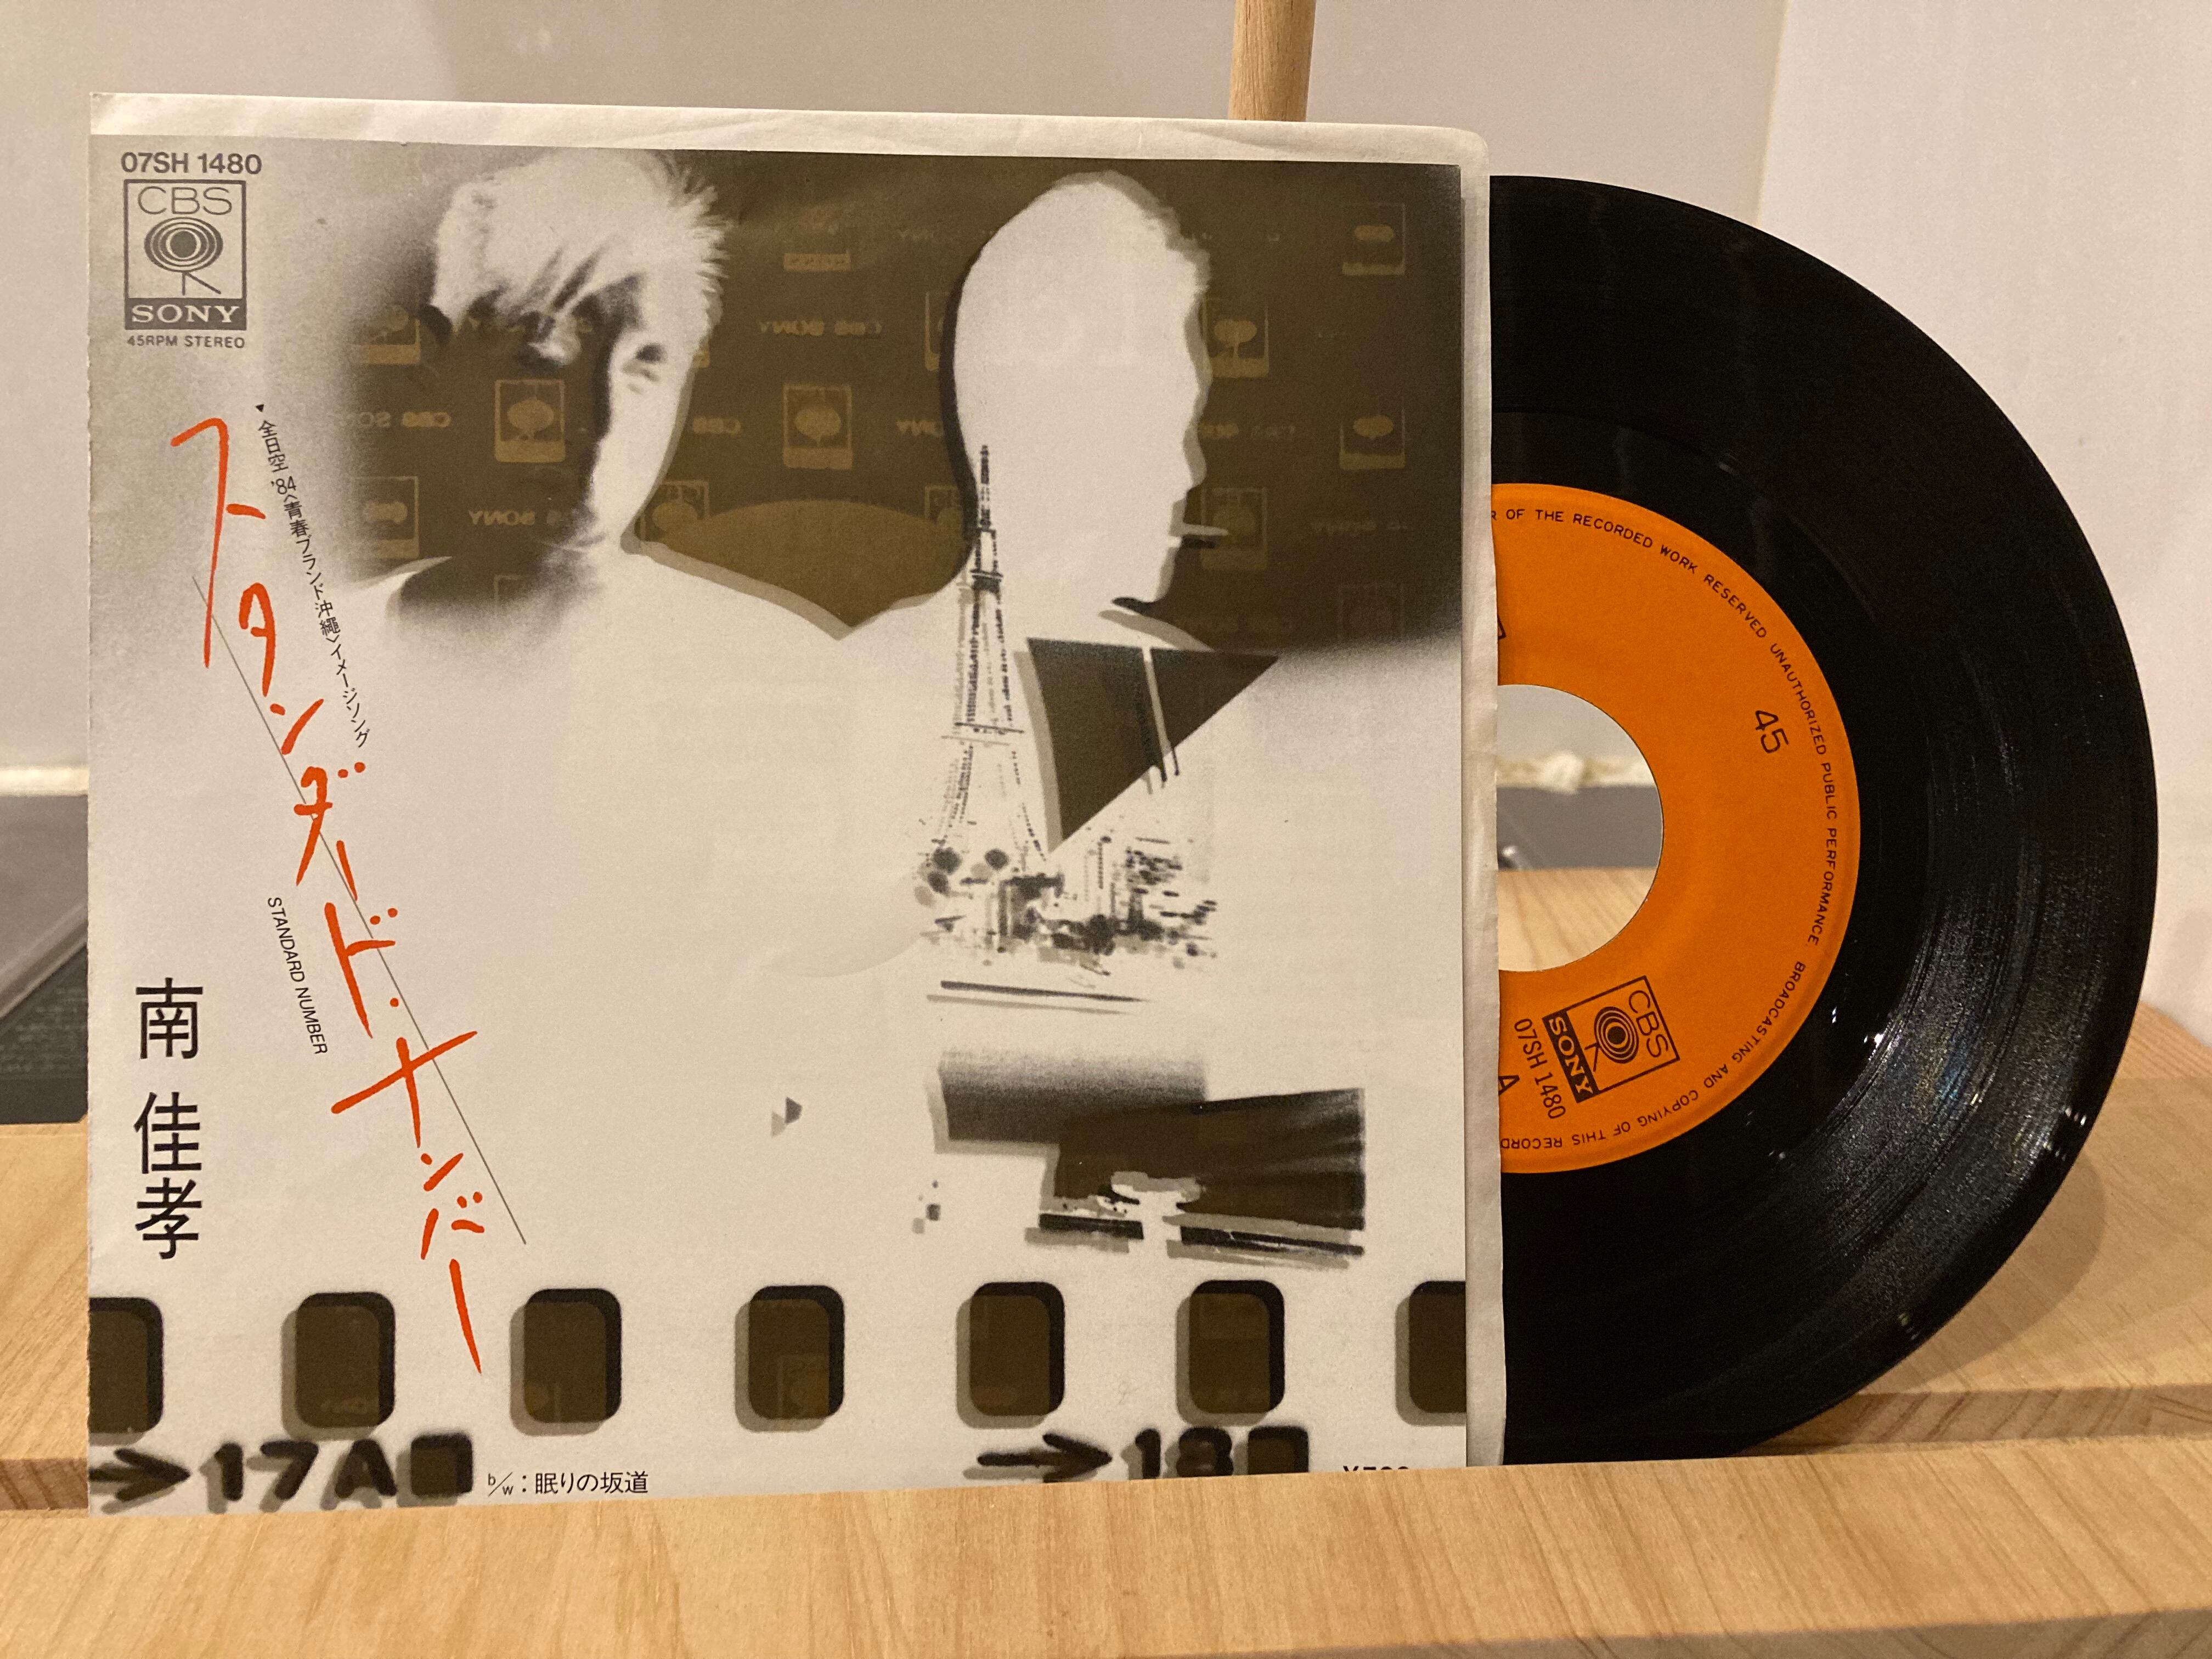 07SH 1480
CBS
SONY
45RPM STEREO
▼全日空 '84〈青春ブランド沖縄〉イメージソング
スタンダード・ナンバー
STANDARD NUMBER
南 佳孝
→17A
b/w：眠りの坂道
→18
OF THE RECORDED WORK RESERVED UNAUTHORIZED PUBLIC PERFORMANCE BROADCASTING AND COPYING OF THIS RECORD
45
CBS
SONY
07SH 1480
A